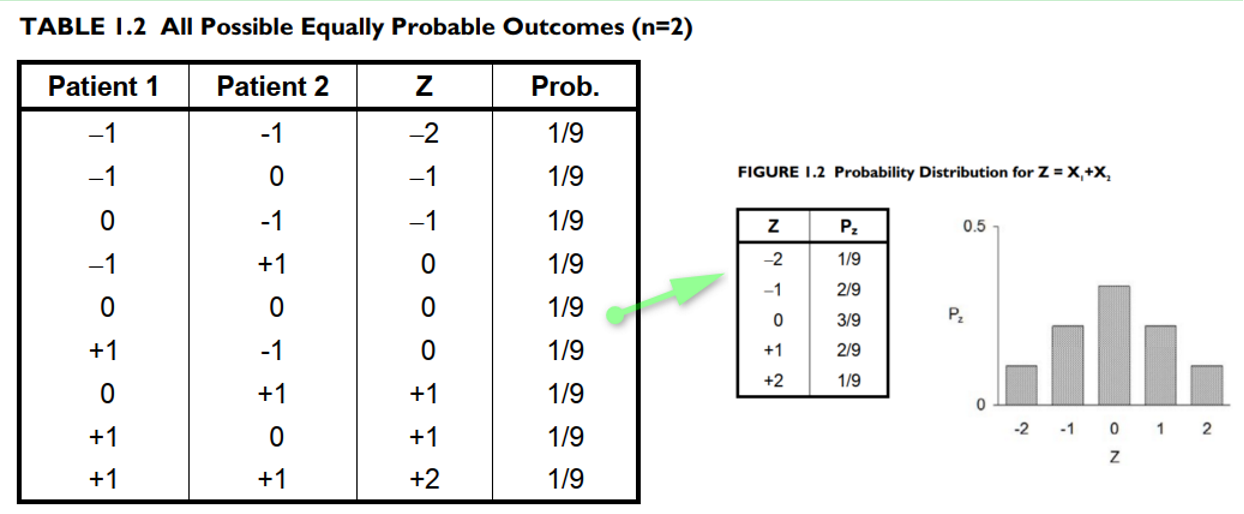 TABLE 1.2 All Possible Equally Probable Outcomes (n=2)
Patient 1 Patient 2 Z Prob.
–1 -1 –2 1/9
–1 0 –1 1/9
0 -1 –1 1/9
–1 +1 0 1/9
0 0 0 1/9
+1 -1 0 1/9
0 +1 +1 1/9
+1 0 +1 1/9
+1 +1 +2 1/9
FIGURE 1.2 Probability Distribution for Z = X₁+X₂
Z P_z
–2 1/9
–1 2/9
0 3/9
+1 2/9
+2 1/9
0.5
P_z
0
-2 -1 0 1 2
Z